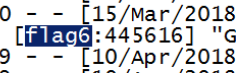 0 - - [15/Mar/2018
[flag6:445616] "G
9 - - [10/Apr/2018